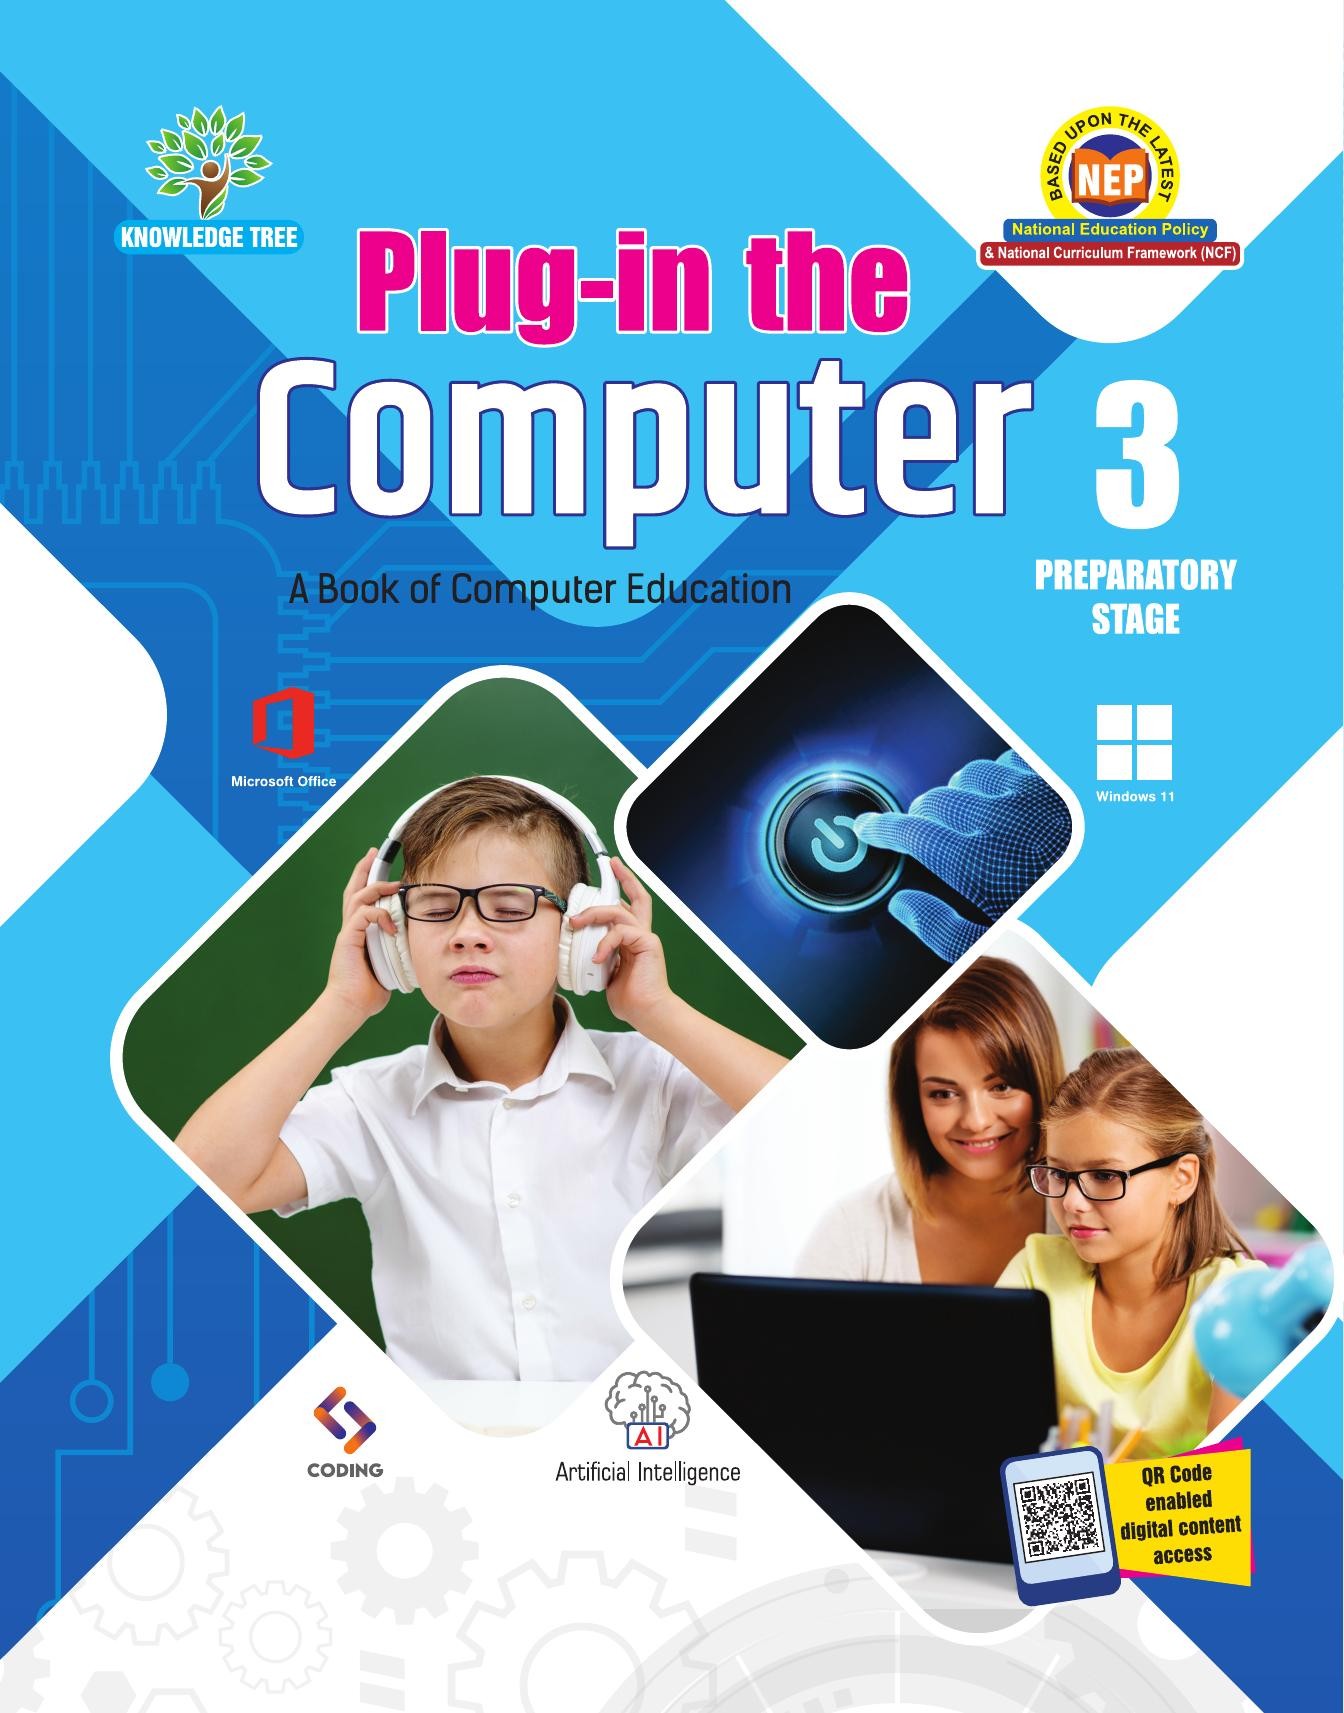 BASED UPON THE LATEST
NEP
National Education Policy
& National Curriculum Framework (NCF)
KNOWLEDGE TREE
Plug-in the
Computer
3
A Book of Computer Education
PREPARATORY
STAGE
Microsoft Office
Windows 11
CODING
AI
Artificial Intelligence
QR Code
enabled
digital content
access